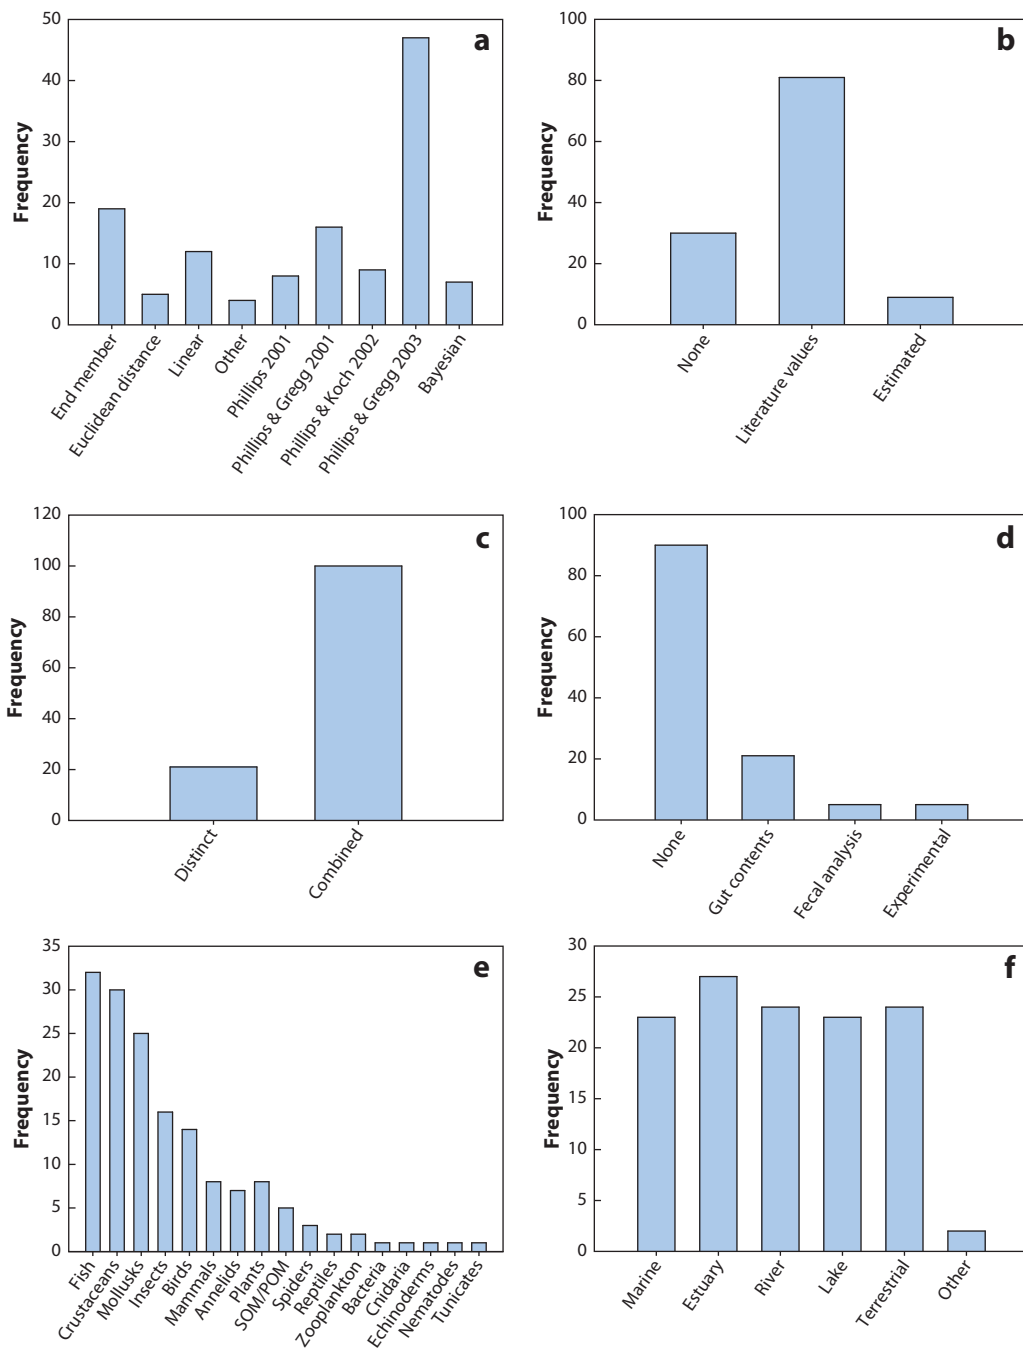 a
Frequency
50
40
30
20
10
0
End member
Euclidean distance
Linear
Other
Phillips 2001
Phillips & Gregg 2001
Phillips & Koch 2002
Phillips & Gregg 2003
Bayesian
b
Frequency
100
80
60
40
20
0
None
Literature values
Estimated
c
Frequency
120
100
80
60
40
20
0
Distinct
Combined
d
Frequency
100
80
60
40
20
0
None
Gut contents
Fecal analysis
Experimental
e
Frequency
35
30
25
20
15
10
5
0
Fish
Crustaceans
Mollusks
Insects
Birds
Mammals
Annelids
Plants
SOM/POM
Spiders
Reptiles
Zooplankton
Bacteria
Cnidaria
Echinoderms
Nematodes
Tunicates
f
Frequency
30
25
20
15
10
5
0
Marine
Estuary
River
Lake
Terrestrial
Other